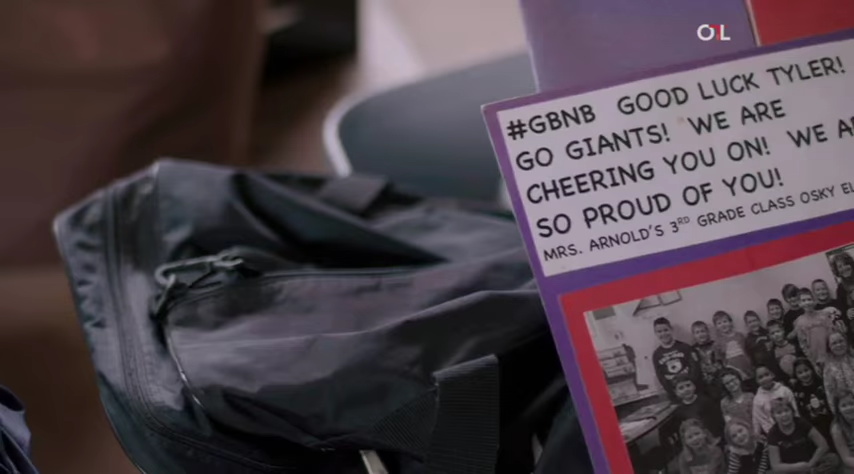 OTL
#GBNB GOOD LUCK TYLER!
GO GIANTS! WE ARE
CHEERING YOU ON! WE
SO PROUD OF YOU!
MRS. ARNOLD'S 3RD GRADE CLASS OSKY